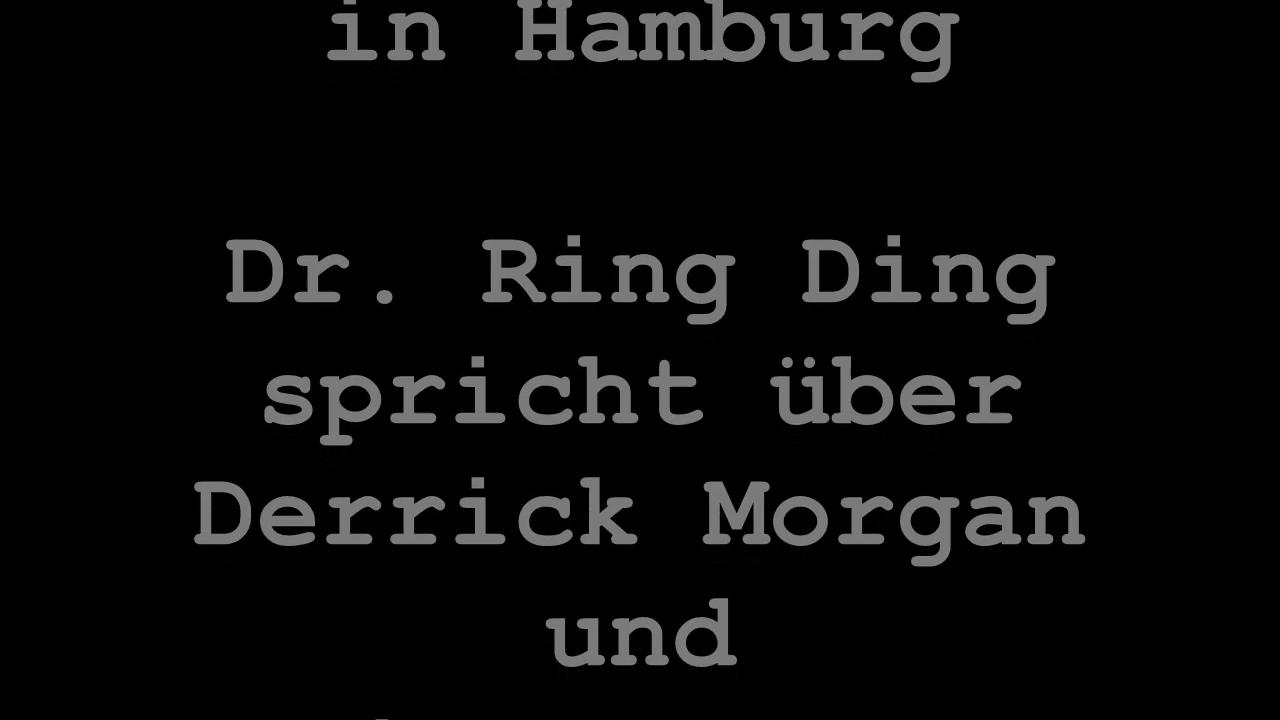 in Hamburg
Dr. Ring Ding
spricht über
Derrick Morgan
und